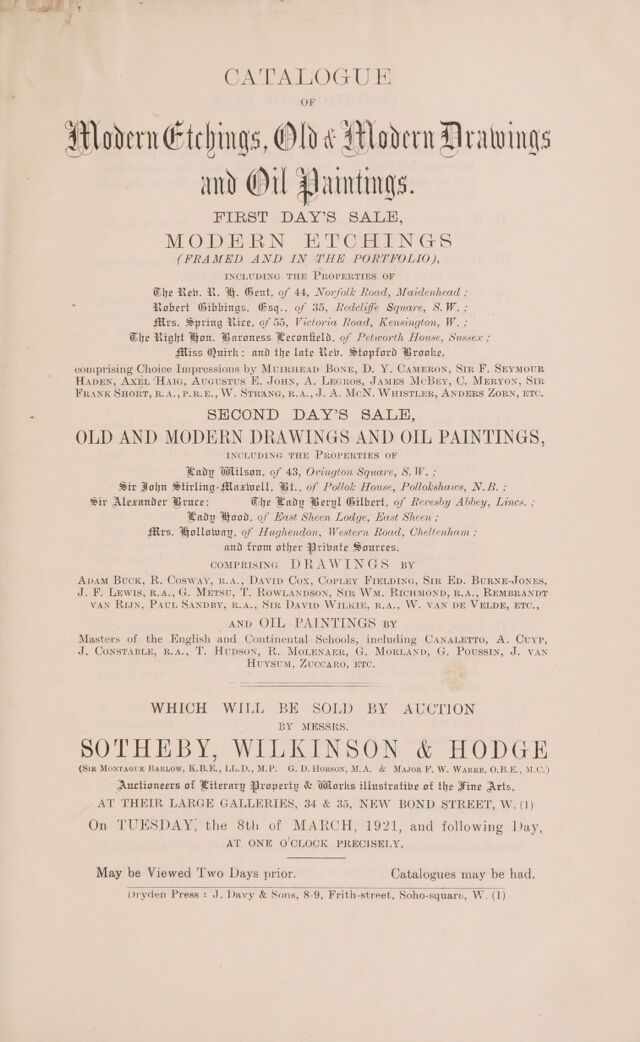 CATALOGUE
OF
Modern Etchings, Old & Modern Drawings
and Oil Paintings.
FIRST DAY'S SALE,
MODERN ETCHINGS
(FRAMED AND IN THE PORTFOLIO),
INCLUDING THE PROPERTIES OF
The Rev. R. H. Gent, of 44, Norfolk Road, Maidenhead;
Robert Gibbings, Esq., of 35, Redcliffe Square, S.W.;
Mrs. Spring Rice, of 55, Victoria Road, Kensington, W.;
The Right Hon. Baroness Leconfield, of Petworth House, Sussex;
Miss Quirk; and the late Rev. Stopford Brooke,
comprising Choice Impressions by MUIRHEAD BONE, D. Y. CAMERON, SIR F. SEYMOUR
HADEN, AXEL HAIG, AUGUSTUS E. JOHN, A. LEGROS, JAMES MCBEY, C. MERYON, SIR
FRANK SHORT, R.A., P.R.E., W. STRANG, R.A., J. A. MCN. WHISTLER, ANDERS ZORN, ETC.
SECOND DAY'S SALE,
OLD AND MODERN DRAWINGS AND OIL PAINTINGS,
INCLUDING THE PROPERTIES OF
Lady Wilson, of 43, Ovington Square, S.W.;
Sir John Stirling-Maxwell, Bt., of Pollok House, Pollokshaws, N.B.;
Sir Alexander Bruce: The Lady Beryl Gilbert, of Revesby Abbey, Lincs.;
Lady Hood, of East Sheen Lodge, East Sheen;
Mrs. Holloway, of Hughendon, Western Road, Cheltenham;
and from other Private Sources.
COMPRISING DRAWINGS BY
ADAM BUCK, R. COSWAY, R.A., DAVID COX, COPLEY FIELDING, SIR ED. BURNE-JONES,
J. F. LEWIS, R.A., G. METSU, T. ROWLANDSON, SIR WM. RICHMOND, R.A., REMBRANDT
VAN RIJN, PAUL SANDBY, R.A., SIR DAVID WILKIE, R.A., W. VAN DE VELDE, ETC.,
AND OIL PAINTINGS BY
Masters of the English and Continental Schools, including CANALETTO, A. CUYP,
J. CONSTABLE, R.A., T. HUDSON, R. MOLENAER, G. MORLAND, G. POUSSIN, J. VAN
HUYSUM, ZUCCARO, ETC.
WHICH WILL BE SOLD BY AUCTION
BY MESSRS.
SOTHEBY, WILKINSON & HODGE
(SIR MONTAGUE BARLOW, K.B.E., LL.D., M.P. G. D. HOBSON, M.A. & MAJOR F. W. WARRE, O.B.E., M.C.)
Auctioneers of Literary Property & Works illustrative of the Fine Arts,
AT THEIR LARGE GALLERIES, 34 & 35, NEW BOND STREET, W.(1)
On TUESDAY, the 8th of MARCH, 1921, and following Day,
AT ONE O'CLOCK PRECISELY.
May be Viewed Two Days prior. Catalogues may be had.
Dryden Press: J. Davy & Sons, 8-9, Frith-street, Soho-square, W.(1)